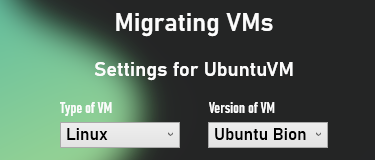 Migrating VMs
Settings for UbuntuVM
Type of VM Version of VM
Linux Ubuntu Bion